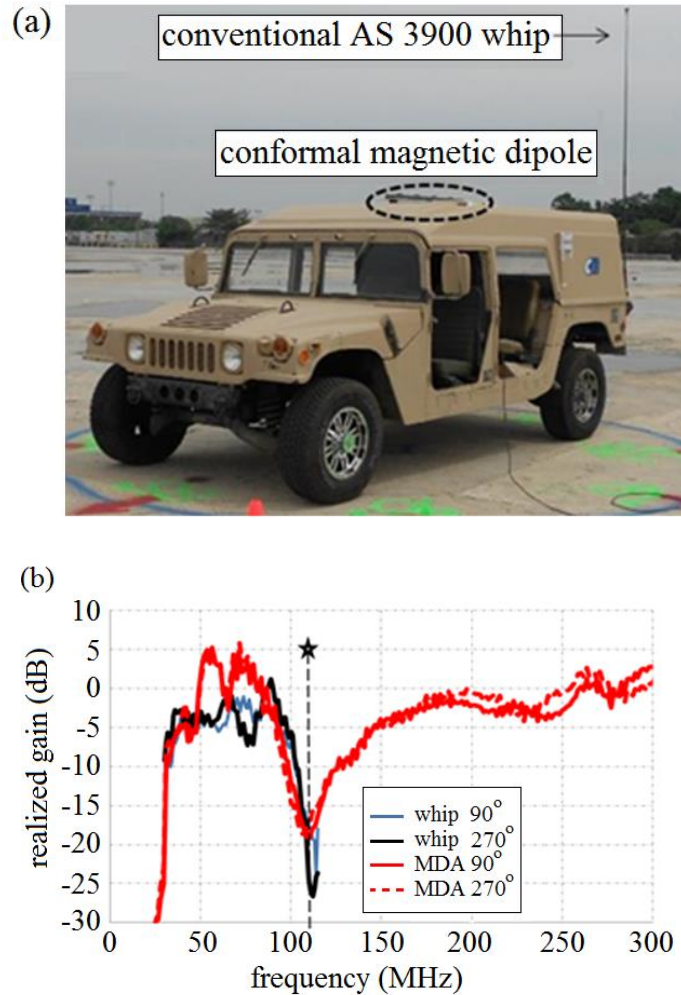 (a)
conventional AS 3900 whip
conformal magnetic dipole
(b)
realized gain (dB)
10
5
0
-5
-10
-15
-20
-25
-30
whip 90°
whip 270°
MDA 90°
MDA 270°
0 50 100 150 200 250 300
frequency (MHz)